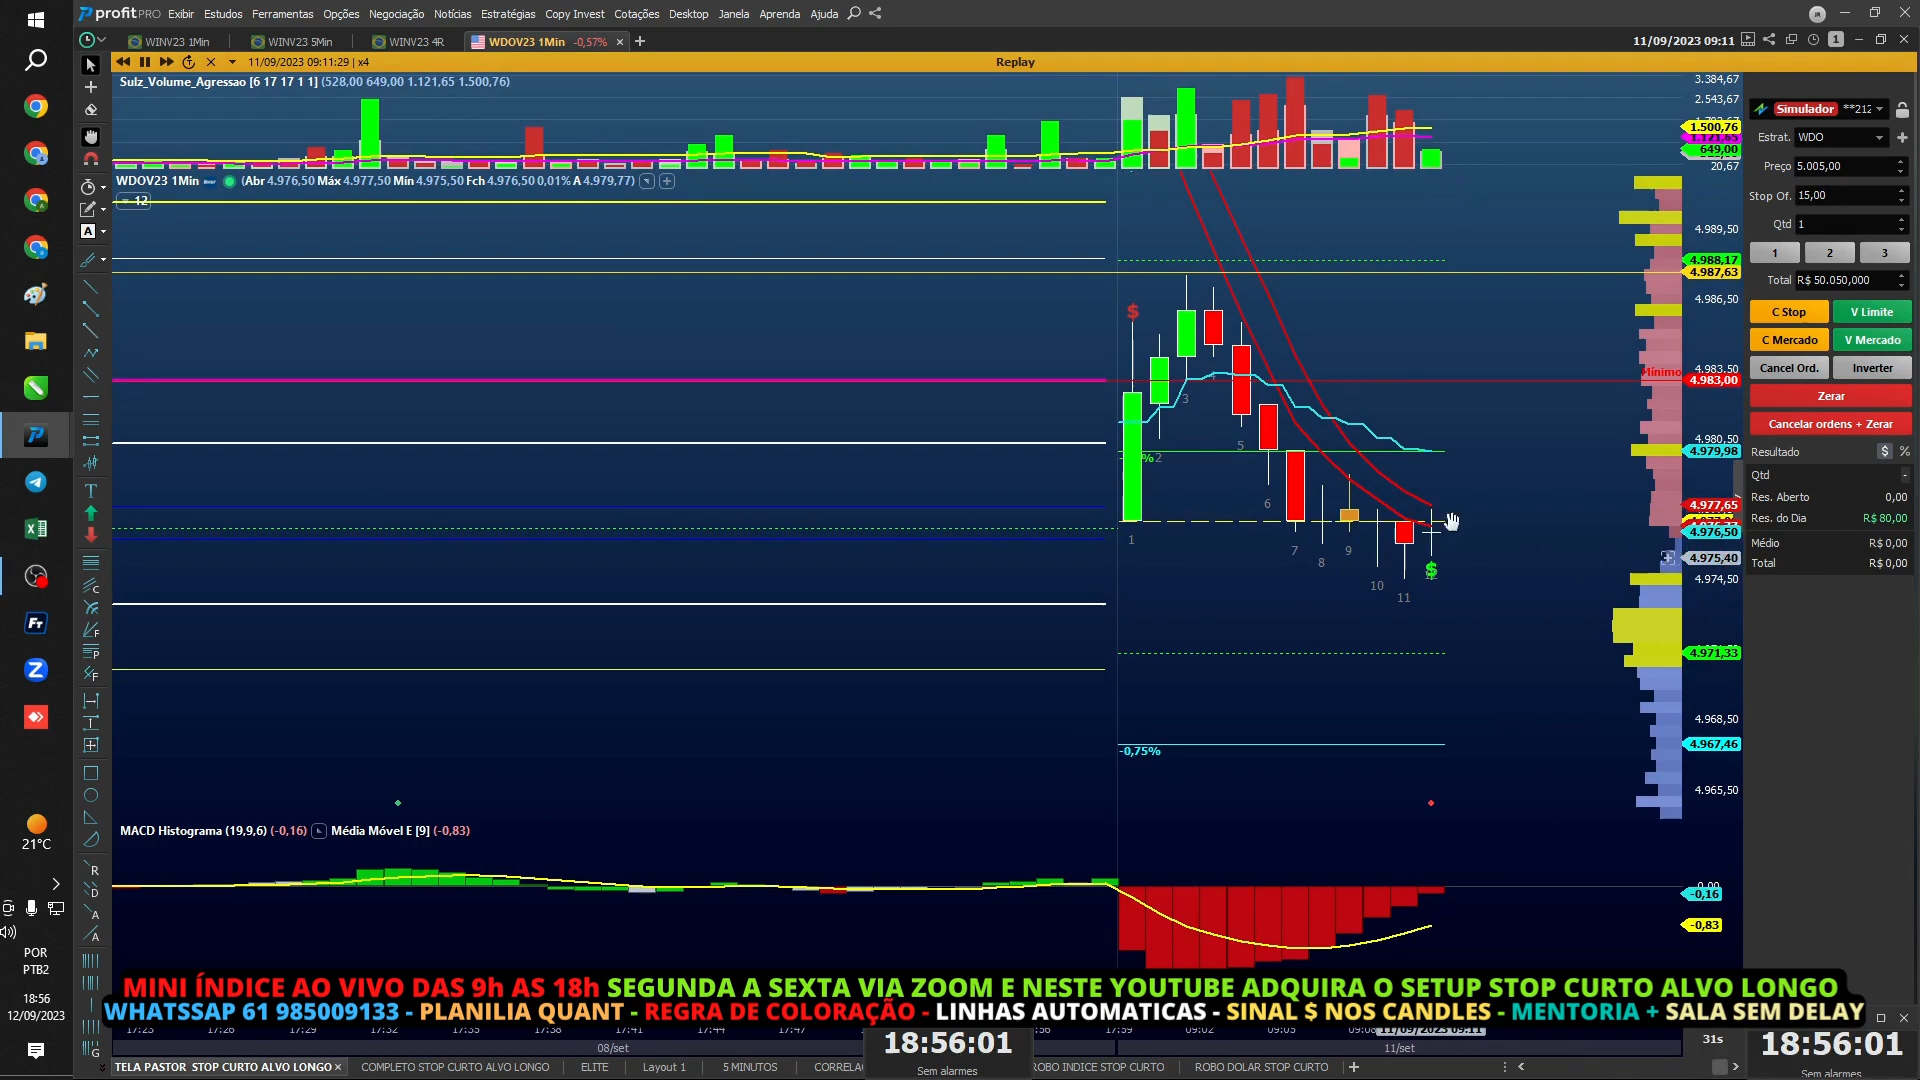 profitPRO Exibir Estudos Ferramentas Opções Negociação Notícias Estratégias Copy Invest Cotações Desktop Janela Aprenda Ajuda
WINV23 1Min WINV23 5Min WINV23 4R WDOV23 1Min -0,57% × +
11/09/2023 09:11 1
11/09/2023 09:11:29 | x4 Replay
Sulz_Volume_Agressao [6 17 17 1 1] (528,00 649,00 1.121,65 1.500,76)
3.384,67
2.543,67
1.500,76
649,00
20,67
WDOV23 1Min (Abr 4.976,50 Máx 4.977,50 Mín 4.975,50 Fch 4.976,50 0,01% A 4.979,77)
12
4.989,50
4.988,17
4.987,63
4.986,50
4.983,50
Mínimo 4.983,00
4.980,50
4.979,98
4.977,65
4.976,50
4.975,40
4.974,50
4.971,33
4.968,50
4.967,46
4.965,50
$
%2
3
4
5
6
1
7
8
9
10
11
$
-0,75%
MACD Histograma (19,9,6) (-0,16) Média Móvel E [9] (-0,83)
0,00
-0,16
-0,83
Simulador **212
Estrat. WDO
Preço 5.005,00
Stop Of. 15,00
Qtd 1
1 2 3
Total R$ 50.050,000
C Stop V Limite
C Mercado V Mercado
Cancel Ord. Inverter
Zerar
Cancelar ordens + Zerar
Resultado $ %
Qtd -
Res. Aberto 0,00
Res. do Dia R$ 80,00
Médio R$ 0,00
Total R$ 0,00
21°C
POR
PTB2
18:56
12/09/2023
MINI ÍNDICE AO VIVO DAS 9h AS 18h SEGUNDA A SEXTA VIA ZOOM E NESTE YOUTUBE ADQUIRA O SETUP STOP CURTO ALVO LONGO
WHATSSAP 61 985009133 - PLANILIA QUANT - REGRA DE COLORAÇÃO - LINHAS AUTOMATICAS - SINAL $ NOS CANDLES - MENTORIA + SALA SEM DELAY
17:23 17:26 17:29 17:32 17:35 17:38 17:41 17:44 17:47 17:59 09:02 09:05 09:08 11/09/2023 09:11
08/set 11/set
18:56:01
Sem alarmes
31s
18:56:01
Sem alarmes
TELA PASTOR STOP CURTO ALVO LONGO × COMPLETO STOP CURTO ALVO LONGO ELITE Layout 1 5 MINUTOS CORRELA ROBO INDICE STOP CURTO ROBO DOLAR STOP CURTO +